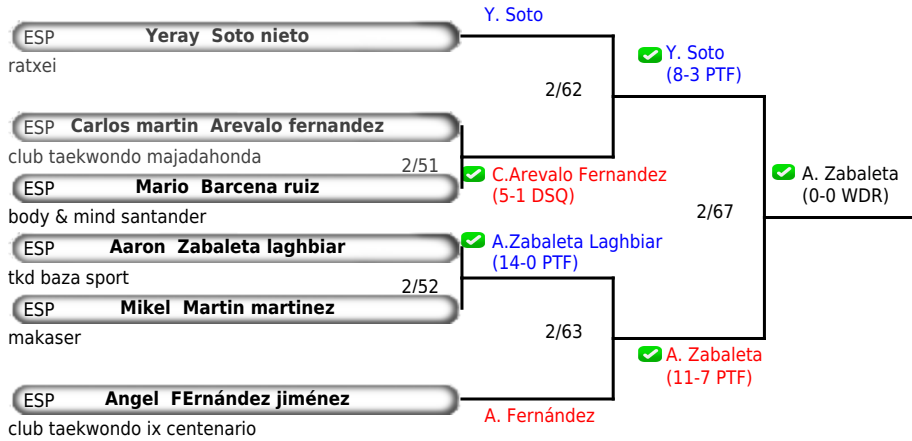 Y. Soto
ESP Yeray Soto nieto
ratxei
Y. Soto
(8-3 PTF)
2/62
ESP Carlos martin Arevalo fernandez
club taekwondo majadahonda
2/51
C.Arevalo Fernandez
(5-1 DSQ)
ESP Mario Barcena ruiz
body & mind santander
A. Zabaleta
(0-0 WDR)
2/67
ESP Aaron Zabaleta laghbiar
tkd baza sport
A.Zabaleta Laghbiar
(14-0 PTF)
2/52
ESP Mikel Martin martinez
makaser
2/63
A. Zabaleta
(11-7 PTF)
ESP Angel FErnández jiménez
club taekwondo ix centenario
A. Fernández